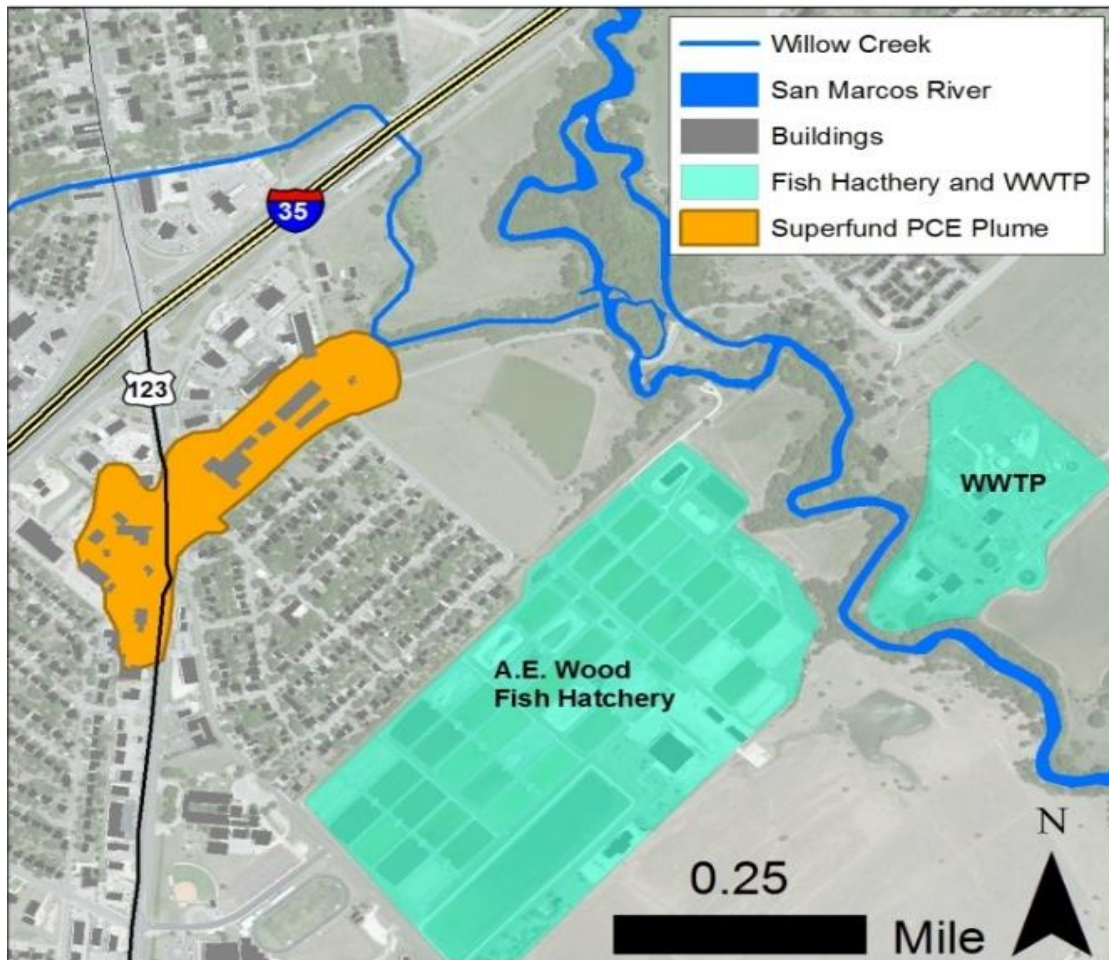 Willow Creek
San Marcos River
Buildings
Fish Hacthery and WWTP
Superfund PCE Plume
35
123
WWTP
A.E. Wood
Fish Hatchery
0.25
Mile
N